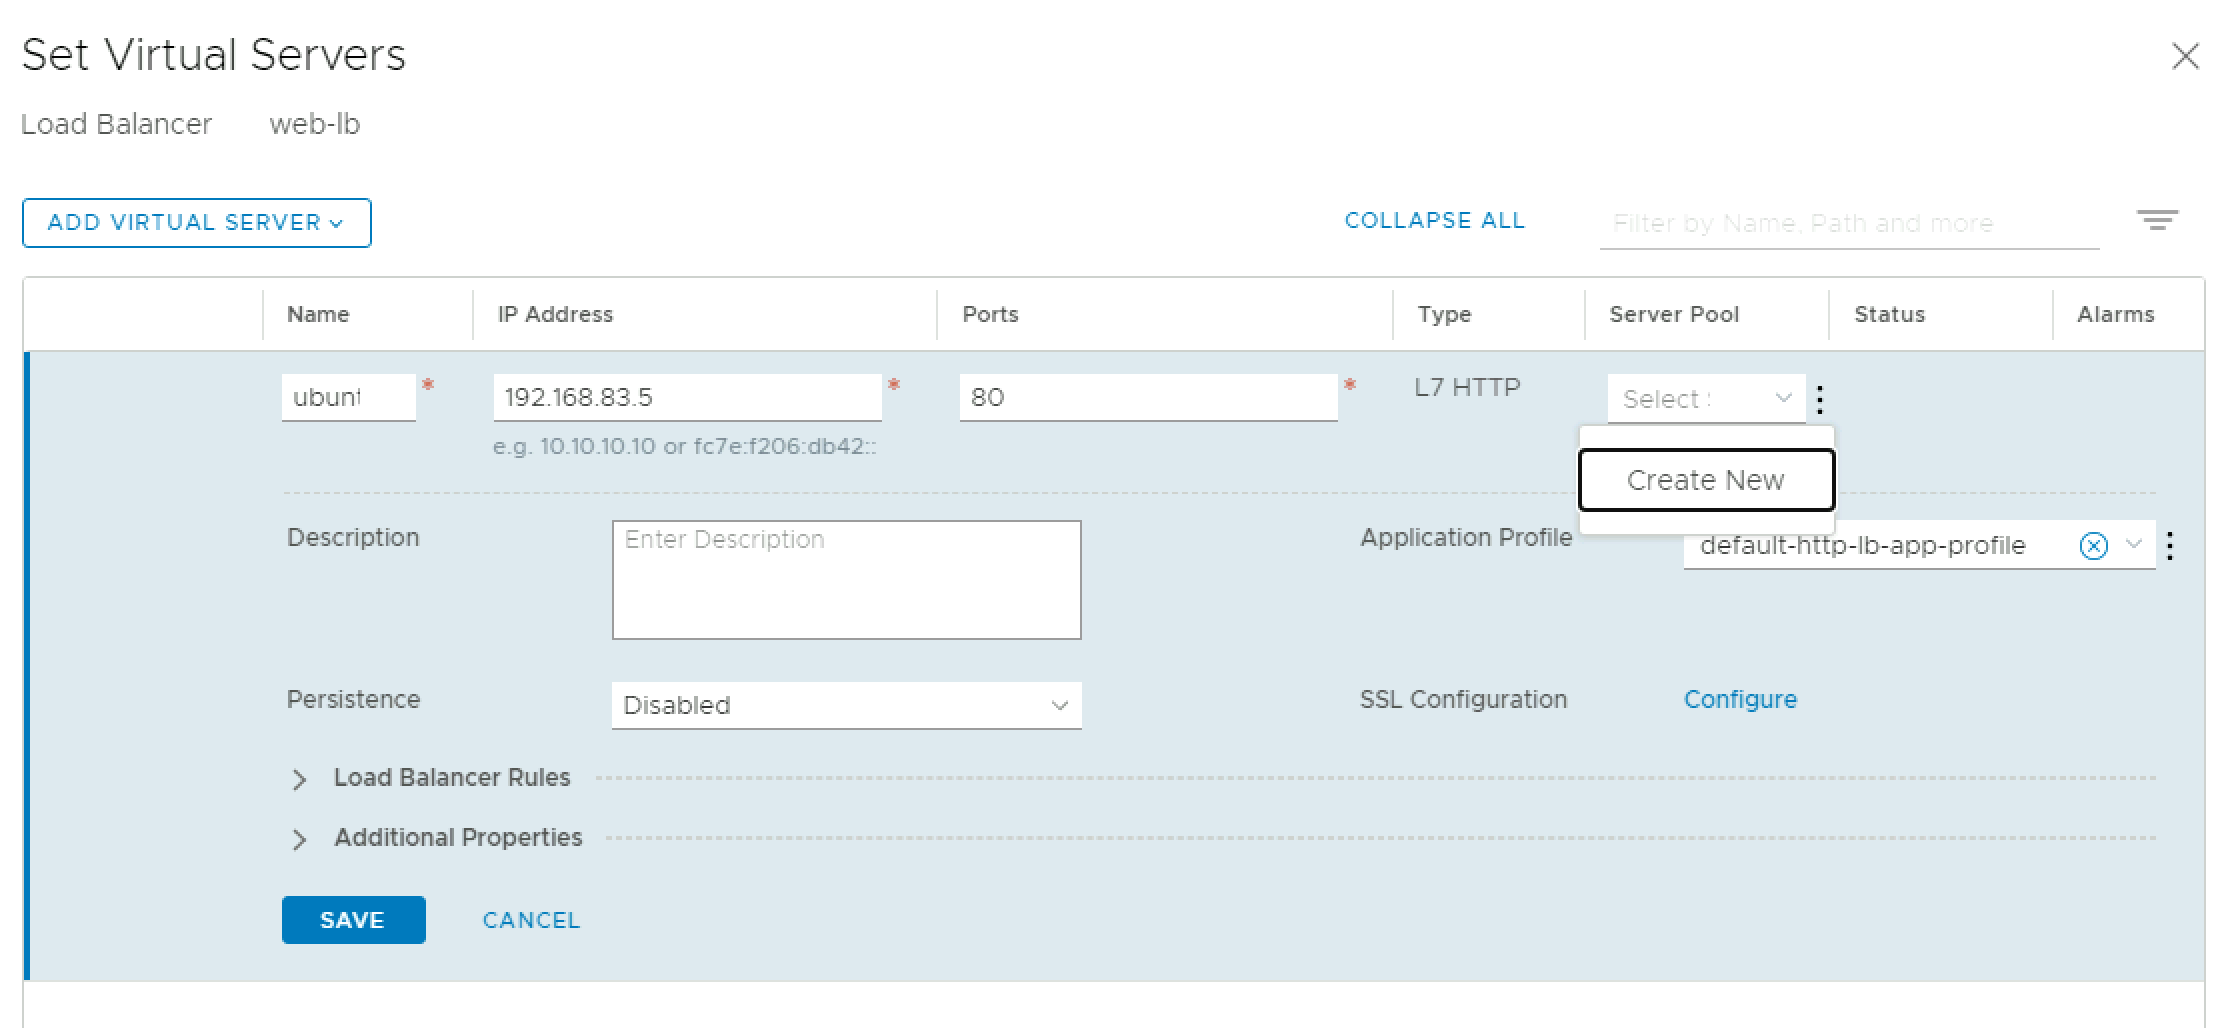 Set Virtual Servers
Load Balancer web-lb
ADD VIRTUAL SERVER
COLLAPSE ALL
Filter by Name, Path and more
Name IP Address Ports Type Server Pool Status Alarms
ubunt * 192.168.83.5 * 80 * L7 HTTP Select
e.g. 10.10.10.10 or fc7e:f206:db42::
Create New
Description Enter Description Application Profile default-http-lb-app-profile
Persistence Disabled SSL Configuration Configure
Load Balancer Rules
Additional Properties
SAVE CANCEL